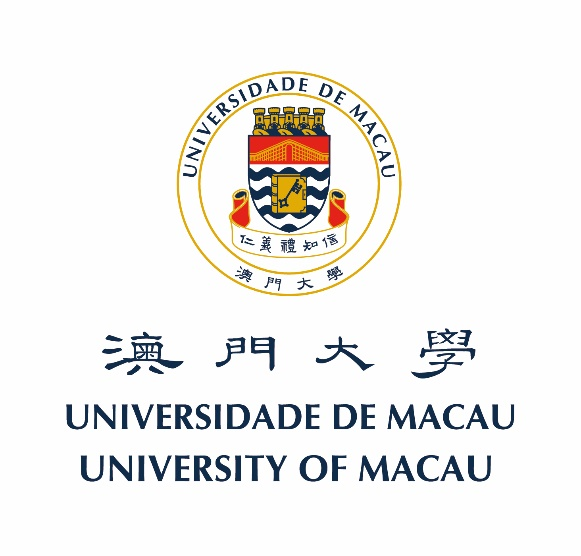 UNIVERSIDADE DE MACAU
仁義禮知信
澳門大學
澳門大學
UNIVERSIDADE DE MACAU
UNIVERSITY OF MACAU